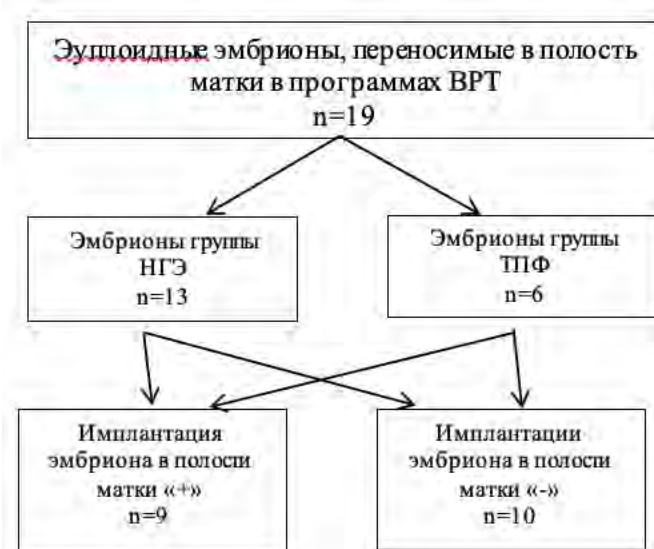 Эуплоидные эмбрионы, переносимые в полость
матки в программах ВРТ
n=19
Эмбрионы группы
НГЭ
n=13
Эмбрионы группы
ТПФ
n=6
Имплантация
эмбриона в полости
матки «+»
n=9
Имплантации
эмбриона в полости
матки «-»
n=10